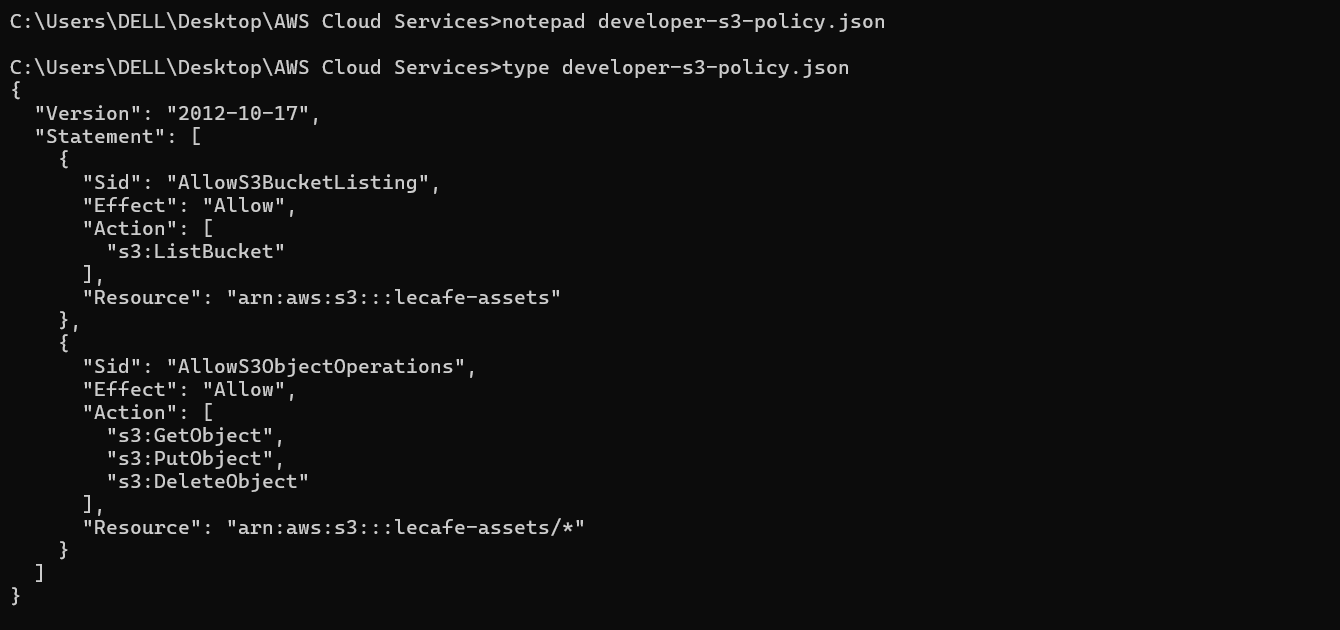 C:\Users\DELL\Desktop\AWS Cloud Services>notepad developer-s3-policy.json
C:\Users\DELL\Desktop\AWS Cloud Services>type developer-s3-policy.json
{
  "Version": "2012-10-17",
  "Statement": [
    {
      "Sid": "AllowS3BucketListing",
      "Effect": "Allow",
      "Action": [
        "s3:ListBucket"
      ],
      "Resource": "arn:aws:s3:::lecafe-assets"
    },
    {
      "Sid": "AllowS3ObjectOperations",
      "Effect": "Allow",
      "Action": [
        "s3:GetObject",
        "s3:PutObject",
        "s3:DeleteObject"
      ],
      "Resource": "arn:aws:s3:::lecafe-assets/*"
    }
  ]
}